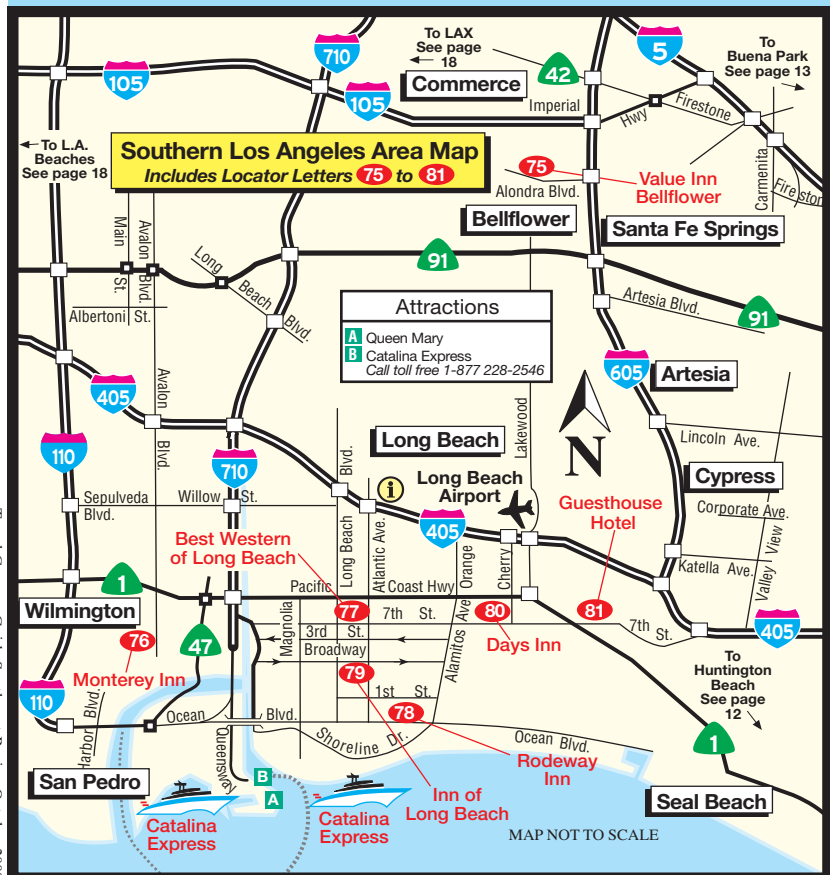 To LAX
See page
18
710
5
To
Buena Park
See page 13
105
42
Commerce
105
Imperial
Hwy
Firestone
To L.A.
Beaches
See page 18
Southern Los Angeles Area Map
Includes Locator Letters 75 to 81
75
Value Inn
Bellflower
Alondra Blvd.
Carmenita
Firestone
Main
St.
Avalon
Blvd.
Bellflower
Santa Fe Springs
Long
Beach
Blvd.
91
Albertoni St.
Attractions
A Queen Mary
B Catalina Express
Call toll free 1-877 228-2546
Artesia Blvd.
91
405
Avalon
Blvd.
605
Artesia
N
Lakewood
Long Beach
Lincoln Ave.
110
710
Blvd.
Long Beach
i
Long Beach
Airport
Cypress
Sepulveda
Blvd.
Willow St.
Guesthouse
Hotel
Corporate Ave.
Best Western
of Long Beach
405
Atlantic Ave.
Orange
Cherry
Valley View
Katella Ave.
1
Pacific Coast Hwy
Wilmington
77
7th St.
80
81
7th
St.
405
76
47
Magnolia
3rd
St.
Days Inn
Monterey Inn
Broadway
Alamitos Ave
79
To
Huntington
Beach
See page
12
110
Harbor Blvd.
1st St.
78
Ocean Blvd.
Queensway
Shoreline Dr.
Ocean Blvd.
1
Rodeway
Inn
San Pedro
B
A
Inn of
Long Beach
Seal Beach
Catalina
Express
Catalina
Express
MAP NOT TO SCALE